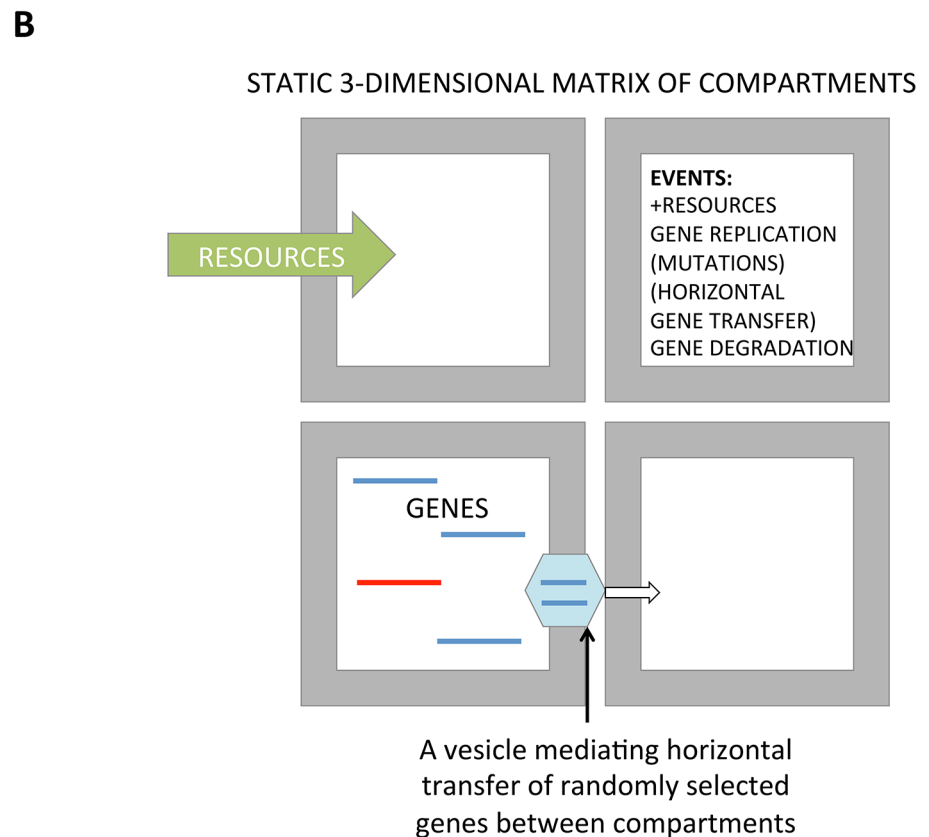 B
STATIC 3-DIMENSIONAL MATRIX OF COMPARTMENTS
RESOURCES
EVENTS:
+RESOURCES
GENE REPLICATION
(MUTATIONS)
(HORIZONTAL
GENE TRANSFER)
GENE DEGRADATION
GENES
A vesicle mediating horizontal
transfer of randomly selected
genes between compartments